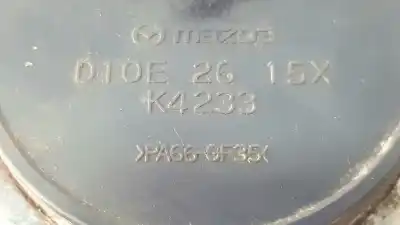 mazda
D10E 26 15X
K4233
>PA66-GF35<